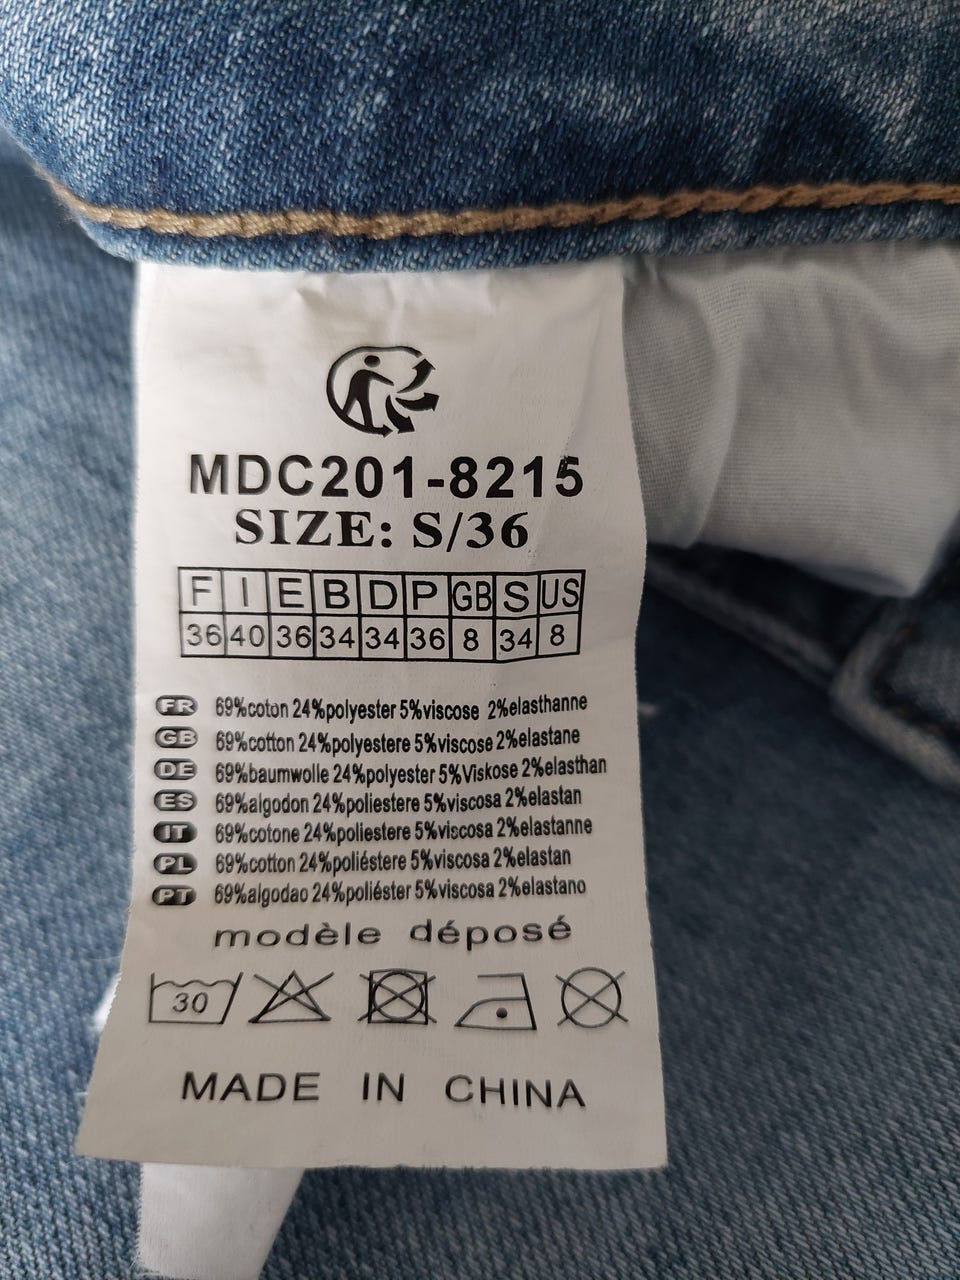 MDC201-8215
SIZE: S/36
F I E B D P GB S US
36 40 36 34 34 36 8 34 8
FR 69%coton 24%polyester 5%viscose 2%elasthanne
GB 69%cotton 24%polyestere 5%viscose 2%elastane
DE 69%baumwolle 24%polyester 5%Viskose 2%elasthan
ES 69%algodon 24%poliestere 5%viscosa 2%elastan
IT 69%cotone 24%poliestere 5%viscosa 2%elastanne
PL 69%cotton 24%poliéstere 5%viscosa 2%elastan
PT 69%algodao 24%poliéster 5%viscosa 2%elastano
modèle déposé
30
MADE IN CHINA